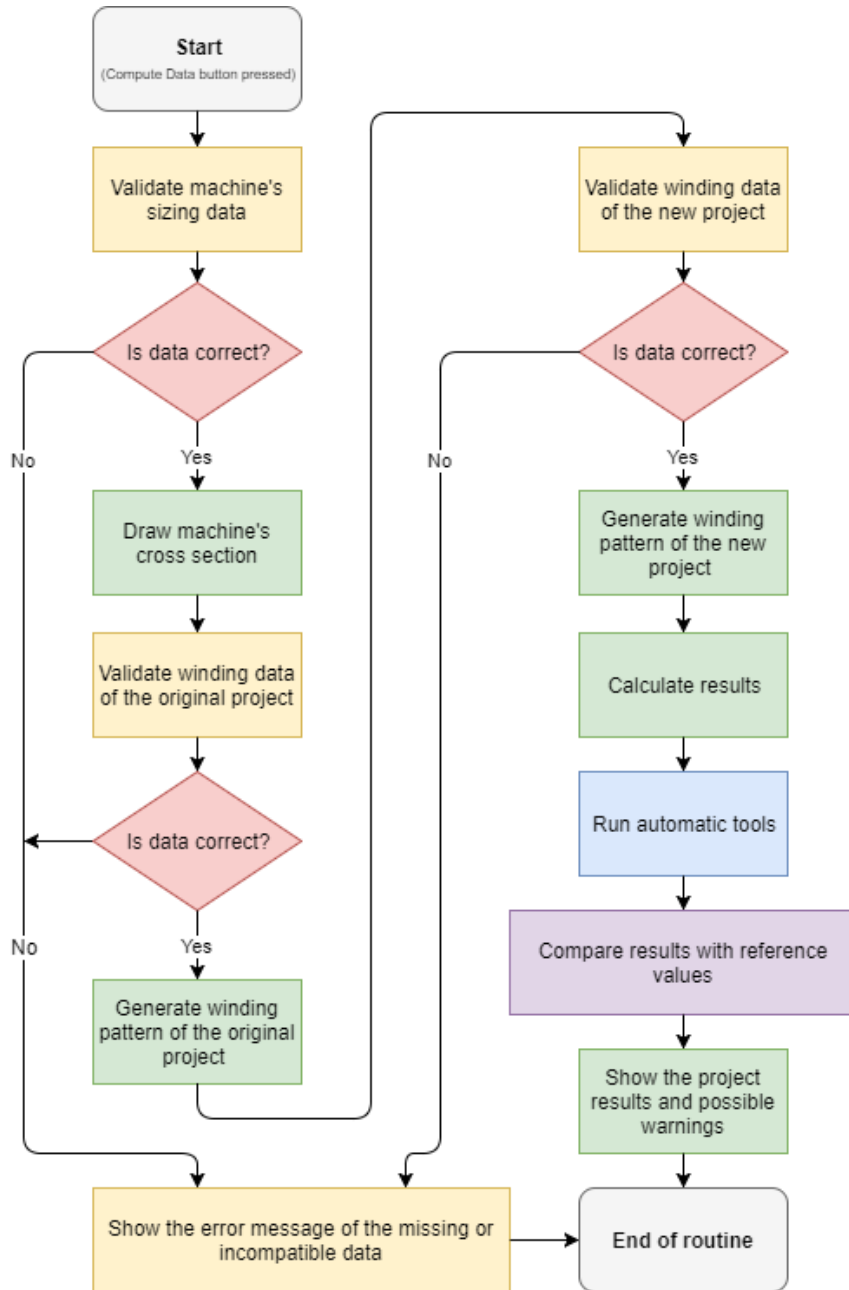 Start
(Compute Data button pressed)
Validate machine's
sizing data
Is data correct?
No
Yes
Draw machine's
cross section
Validate winding data
of the original project
Is data correct?
No
Yes
Generate winding
pattern of the original
project
Validate winding data
of the new project
Is data correct?
No
Yes
Generate winding
pattern of the new
project
Calculate results
Run automatic tools
Compare results with reference
values
Show the project
results and possible
warnings
Show the error message of the missing or
incompatible data
End of routine